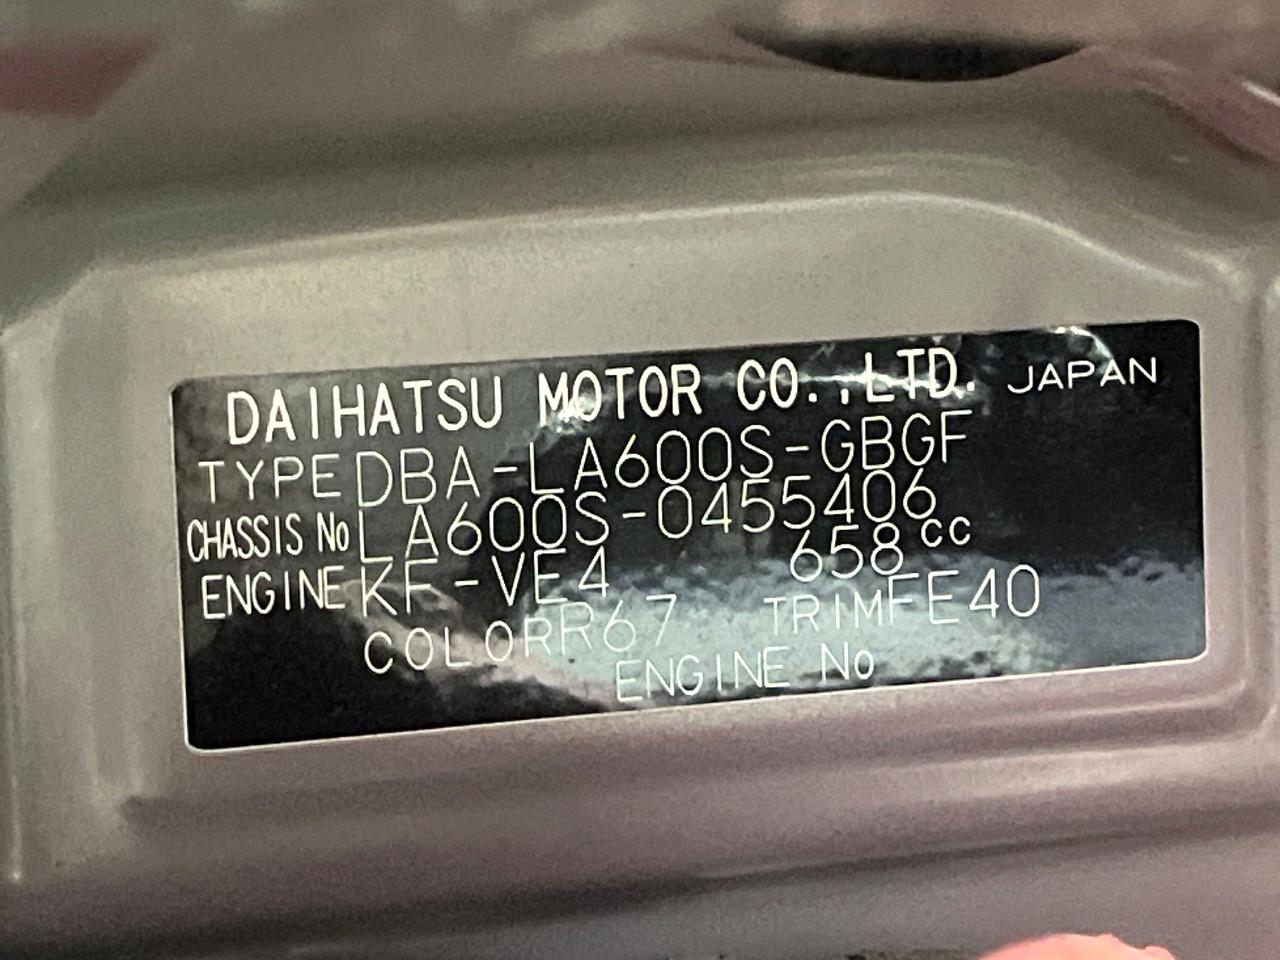 DAIHATSU MOTOR CO.,LTD. JAPAN
TYPE DBA-LA600S-GBGF
CHASSIS No LA600S-0455406
ENGINE KF-VE4 658cc
COLOR R67 TRIM FE40
ENGINE No